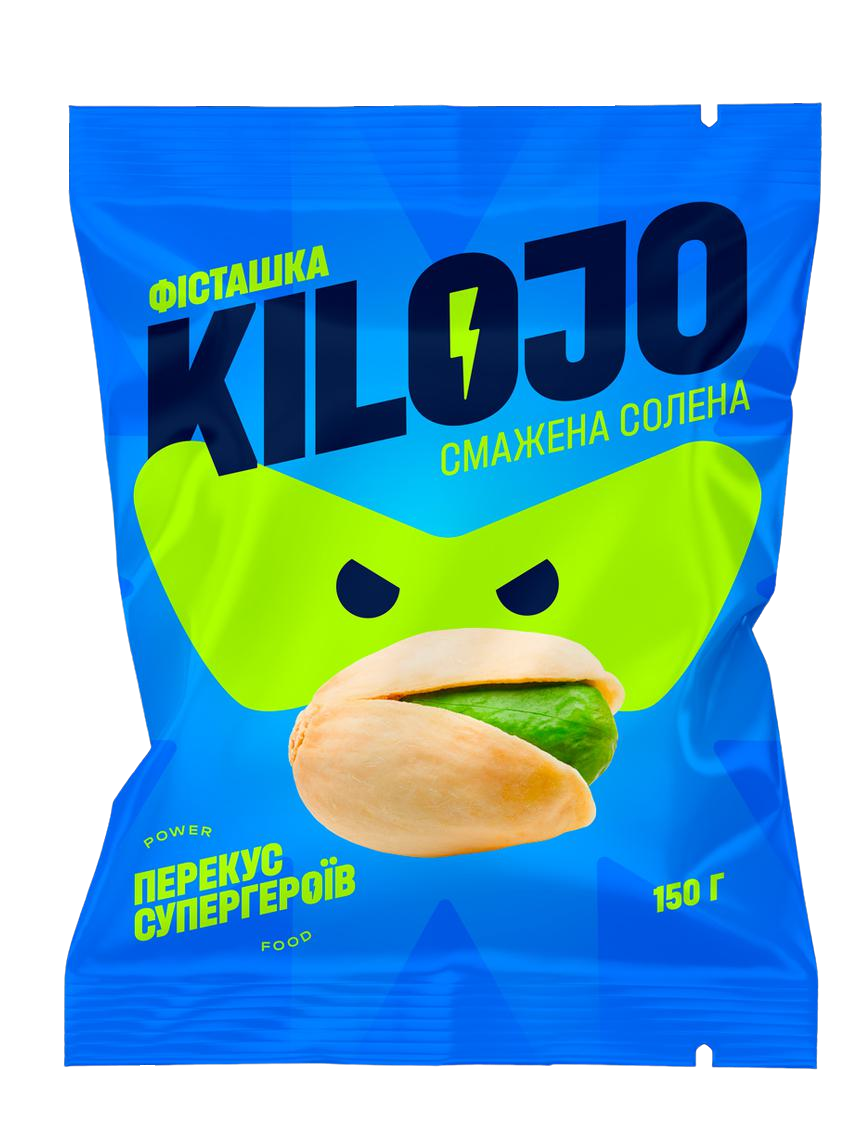 ФІСТАШКА
KILOJO
СМАЖЕНА СОЛЕНА
POWER
ПЕРЕКУС
СУПЕРГЕРОЇВ
FOOD
150 Г